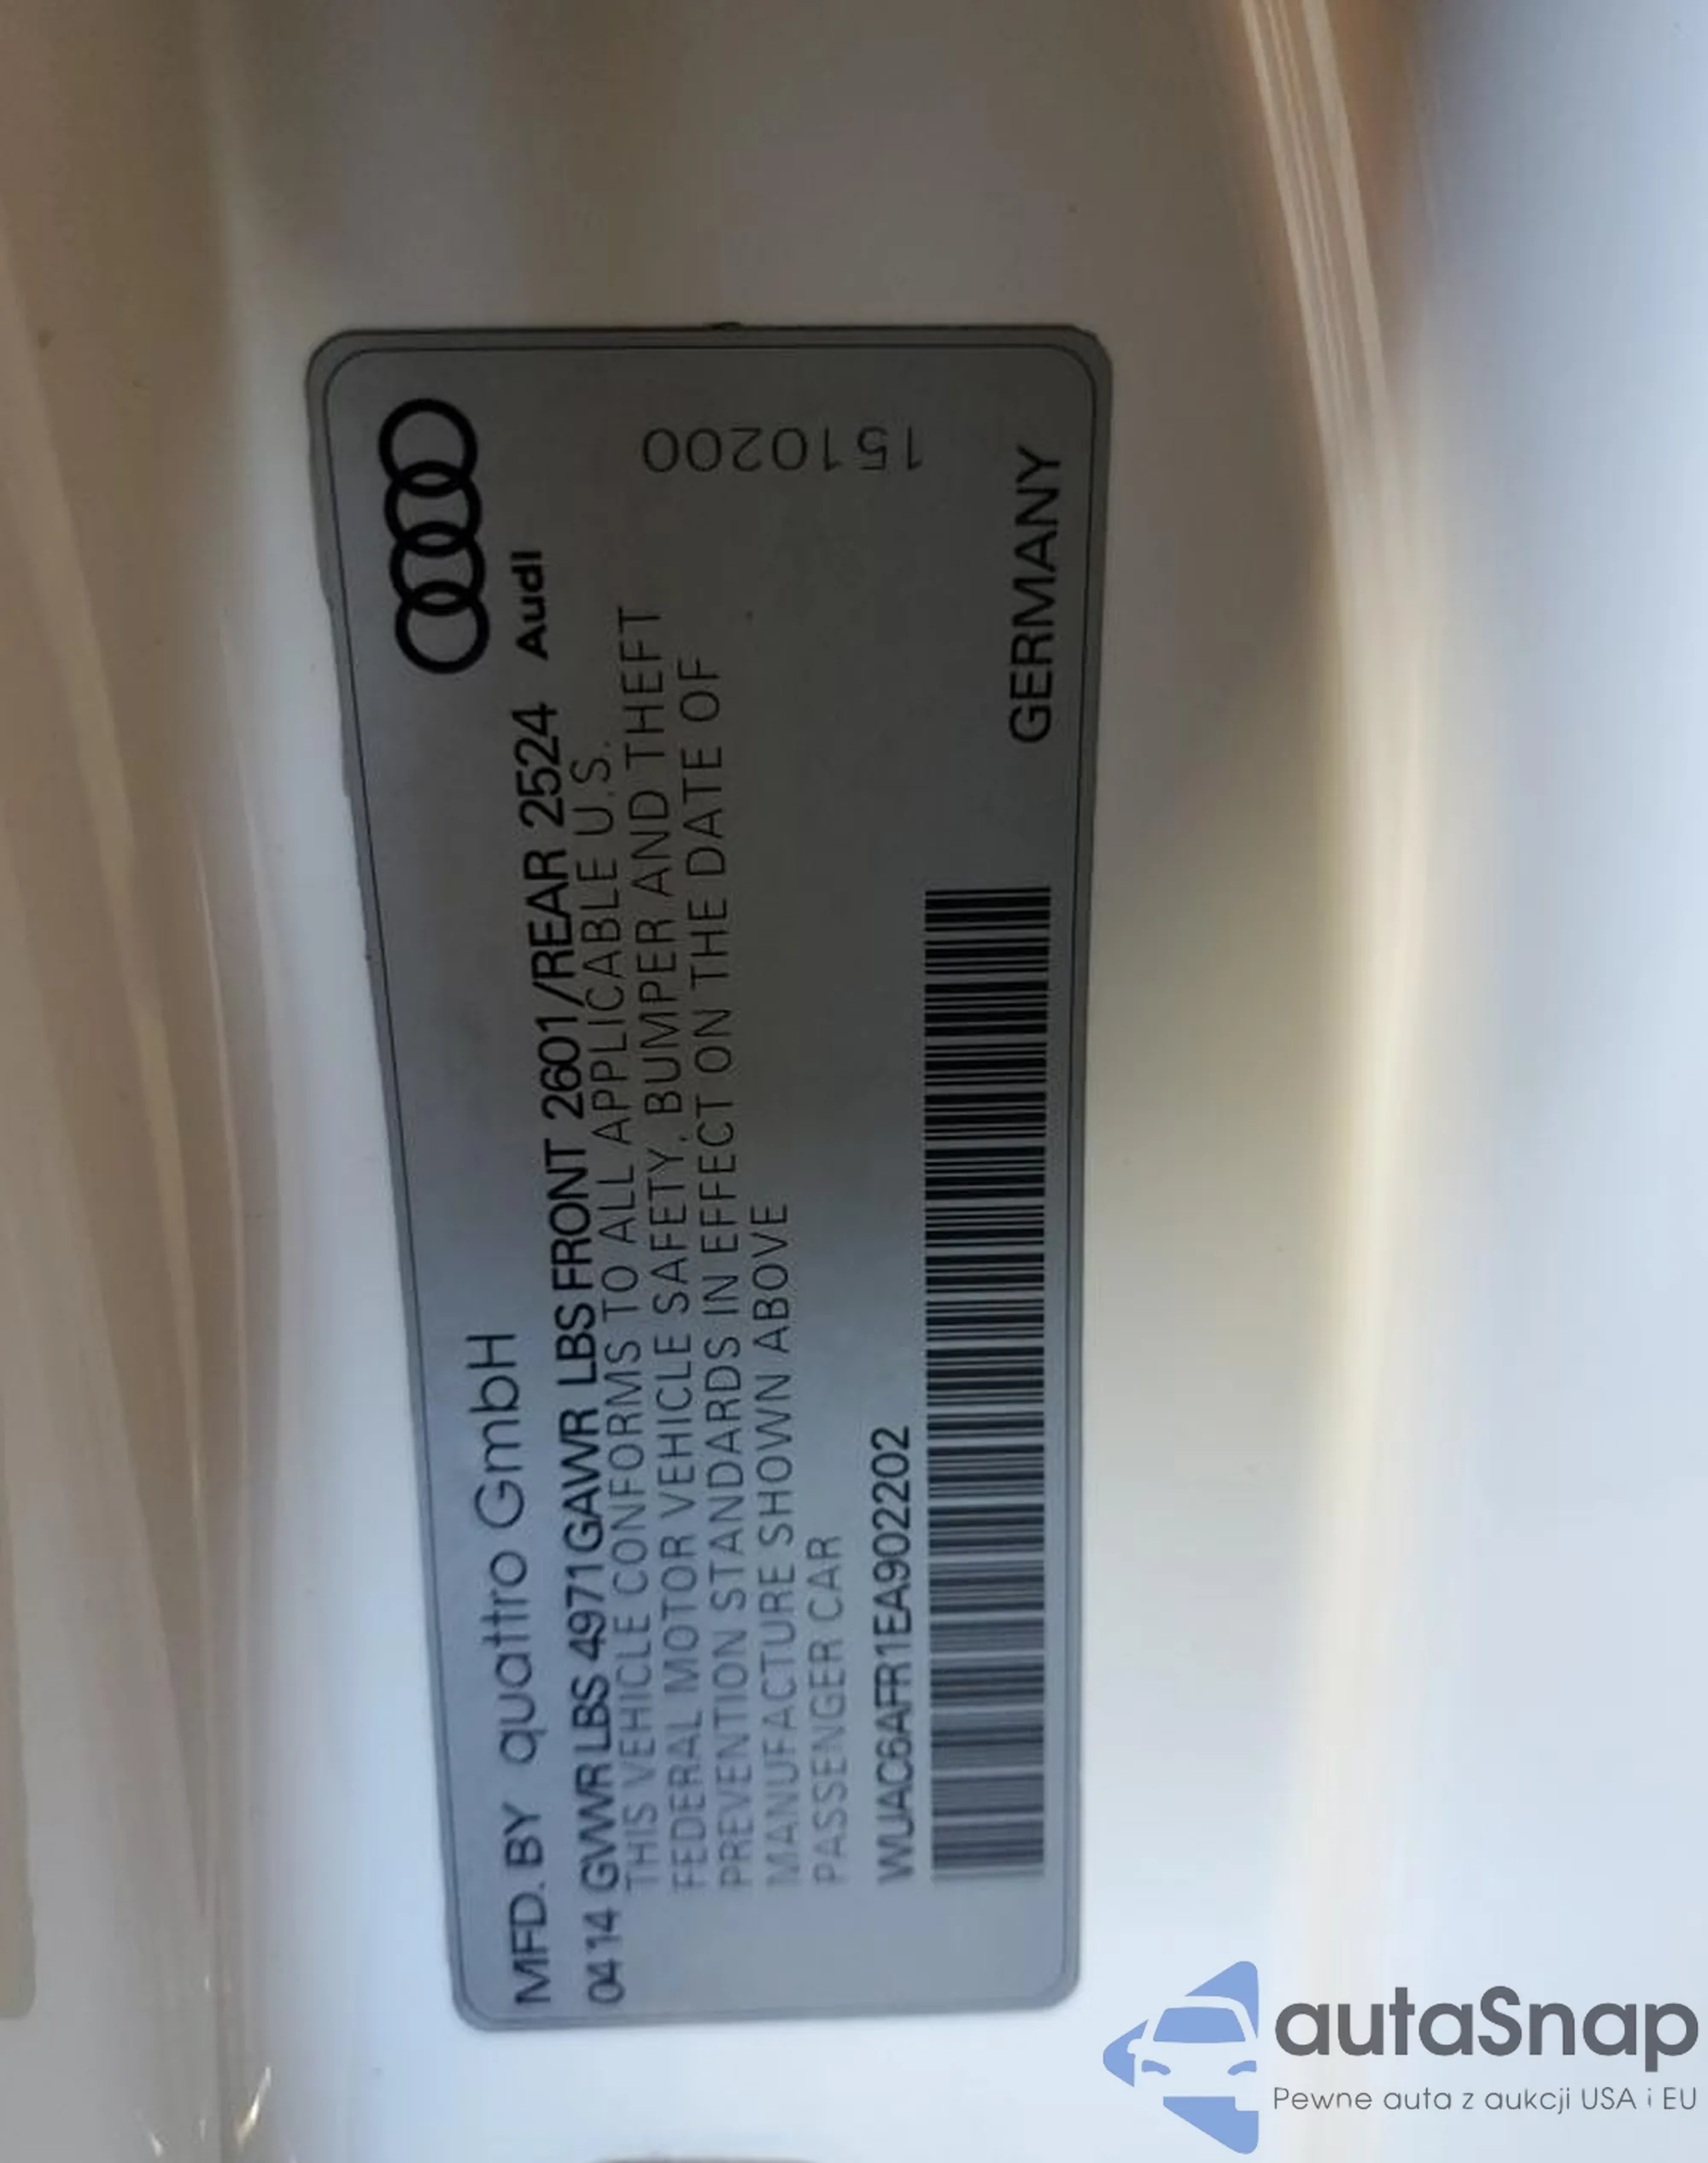 MFD. BY quattro GmbH
0414 GVWR LBS 4971 GAWR LBS FRONT 2601/REAR 2524
Audi
THIS VEHICLE CONFORMS TO ALL APPLICABLE U.S.
FEDERAL MOTOR VEHICLE SAFETY, BUMPER AND THEFT
PREVENTION STANDARDS IN EFFECT ON THE DATE OF
MANUFACTURE SHOWN ABOVE
PASSENGER CAR
1510200
WUAC6AFR1EA902202
GERMANY
autaSnap
Pewne auta z aukcji USA i EU